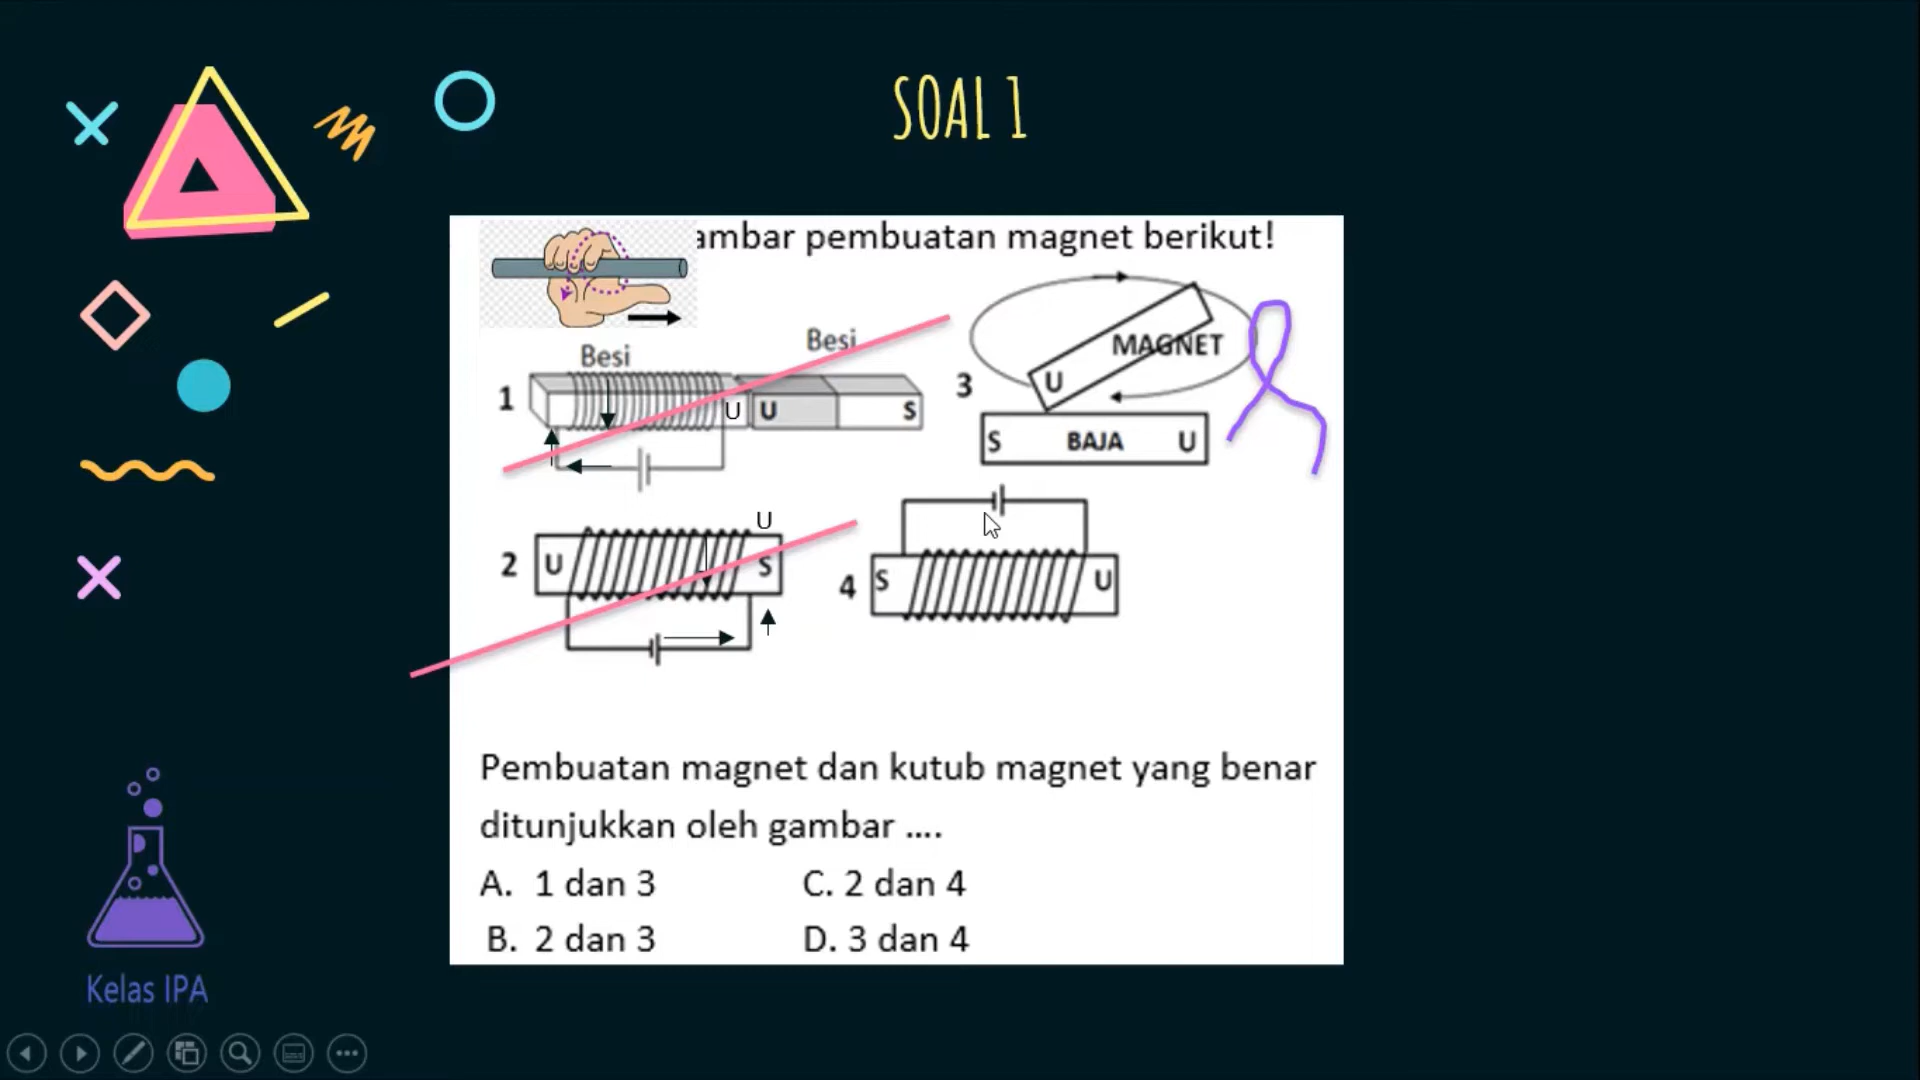 SOAL 1
ambar pembuatan magnet berikut!
Besi
Besi
1
U
U
S
3
MAGNET
U
S
BAJA
U
2
U
U
S
4
S
U
Pembuatan magnet dan kutub magnet yang benar
ditunjukkan oleh gambar ....
A. 1 dan 3
C. 2 dan 4
B. 2 dan 3
D. 3 dan 4
Kelas IPA